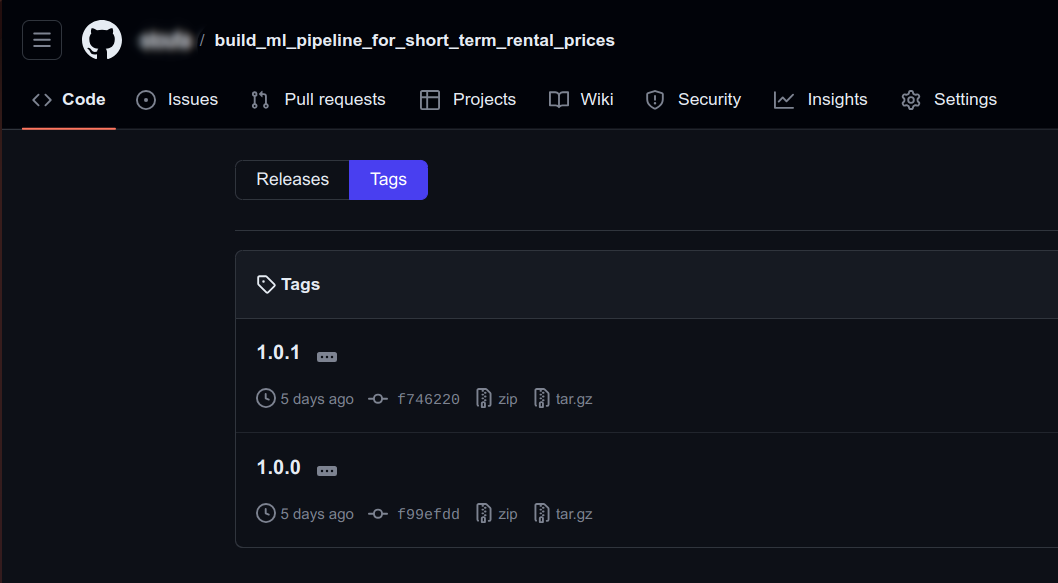 / build_ml_pipeline_for_short_term_rental_prices
Code Issues Pull requests Projects Wiki Security Insights Settings
Releases Tags
Tags
1.0.1
5 days ago f746220 zip tar.gz
1.0.0
5 days ago f99efdd zip tar.gz